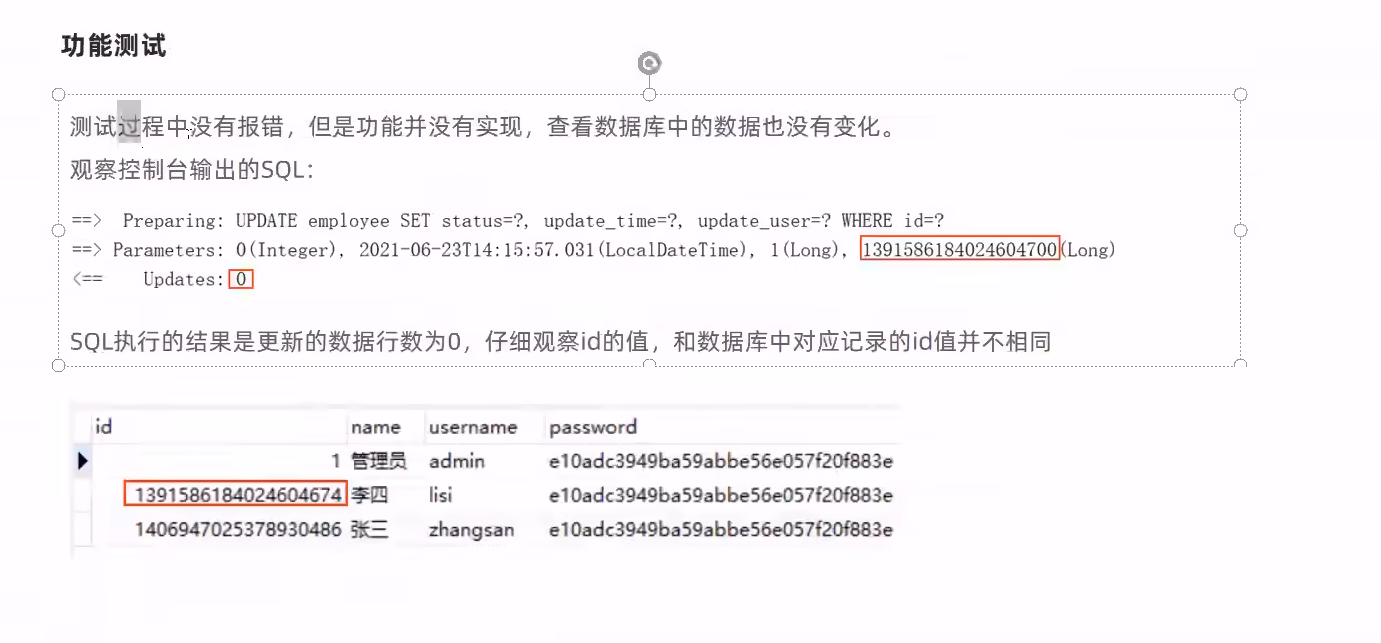 功能测试
测试过程中没有报错，但是功能并没有实现，查看数据库中的数据也没有变化。
观察控制台输出的SQL：
==>  Preparing: UPDATE employee SET status=?, update_time=?, update_user=? WHERE id=?
==> Parameters: 0(Integer), 2021-06-23T14:15:57.031(LocalDateTime), 1(Long), 1391586184024604700(Long)
<==    Updates: 0
SQL执行的结果是更新的数据行数为0，仔细观察id的值，和数据库中对应记录的id值并不相同
id name username password
1 管理员 admin e10adc3949ba59abbe56e057f20f883e
1391586184024604674 李四 lisi e10adc3949ba59abbe56e057f20f883e
1406947025378930486 张三 zhangsan e10adc3949ba59abbe56e057f20f883e